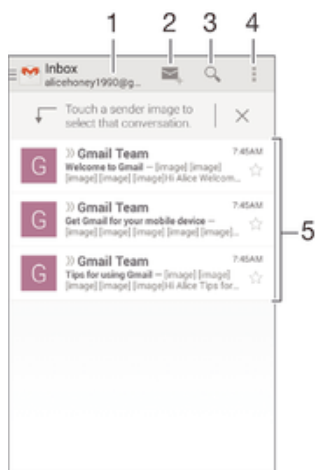 1 2 3 4
Inbox
alicehoney1990@g...
Touch a sender image to
select that conversation.
5
G
Gmail Team
7:45AM
Welcome to Gmail – [image] [image]
[image] [image] [image]Hi Alice Welcom...
G
Gmail Team
7:45AM
Get Gmail for your mobile device –
[image] [image] [image] [image] [image]...
G
Gmail Team
7:45AM
Tips for using Gmail – [image] [image]
[image] [image] [image]Hi Alice Tips for...